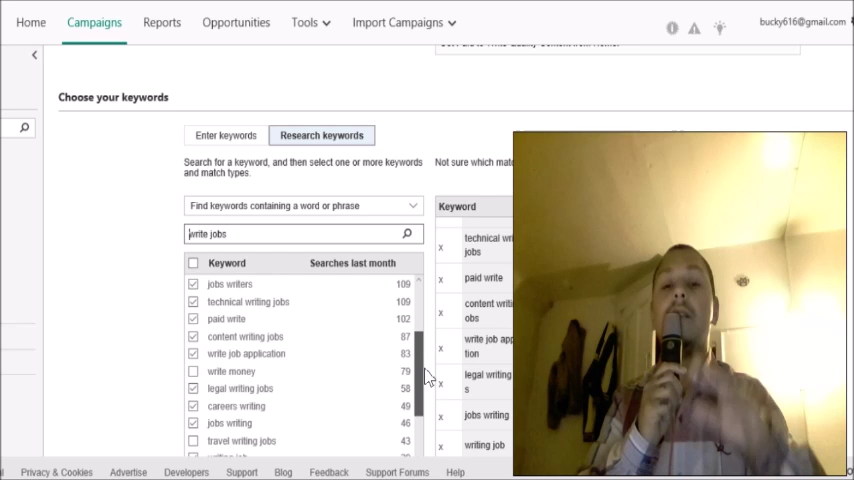 Home Campaigns Reports Opportunities Tools Import Campaigns bucky616@gmail.com
Choose your keywords
Enter keywords Research keywords
Search for a keyword, and then select one or more keywords
and match types.
Not sure which matc
Find keywords containing a word or phrase
write jobs
Keyword Searches last month
jobs writers 109
technical writing jobs 109
paid write 102
content writing jobs 87
write job application 83
write money 79
legal writing jobs 58
careers writing 49
jobs writing 46
travel writing jobs 43
Keyword
x technical wri
jobs
x paid write
x content writi
obs
x write job app
tion
x legal writing
s
x jobs writing
x writing job
Privacy & Cookies Advertise Developers Support Blog Feedback Support Forums Help